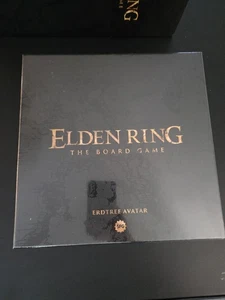 ELDEN RING
THE BOARD GAME
ERDTREE AVATAR